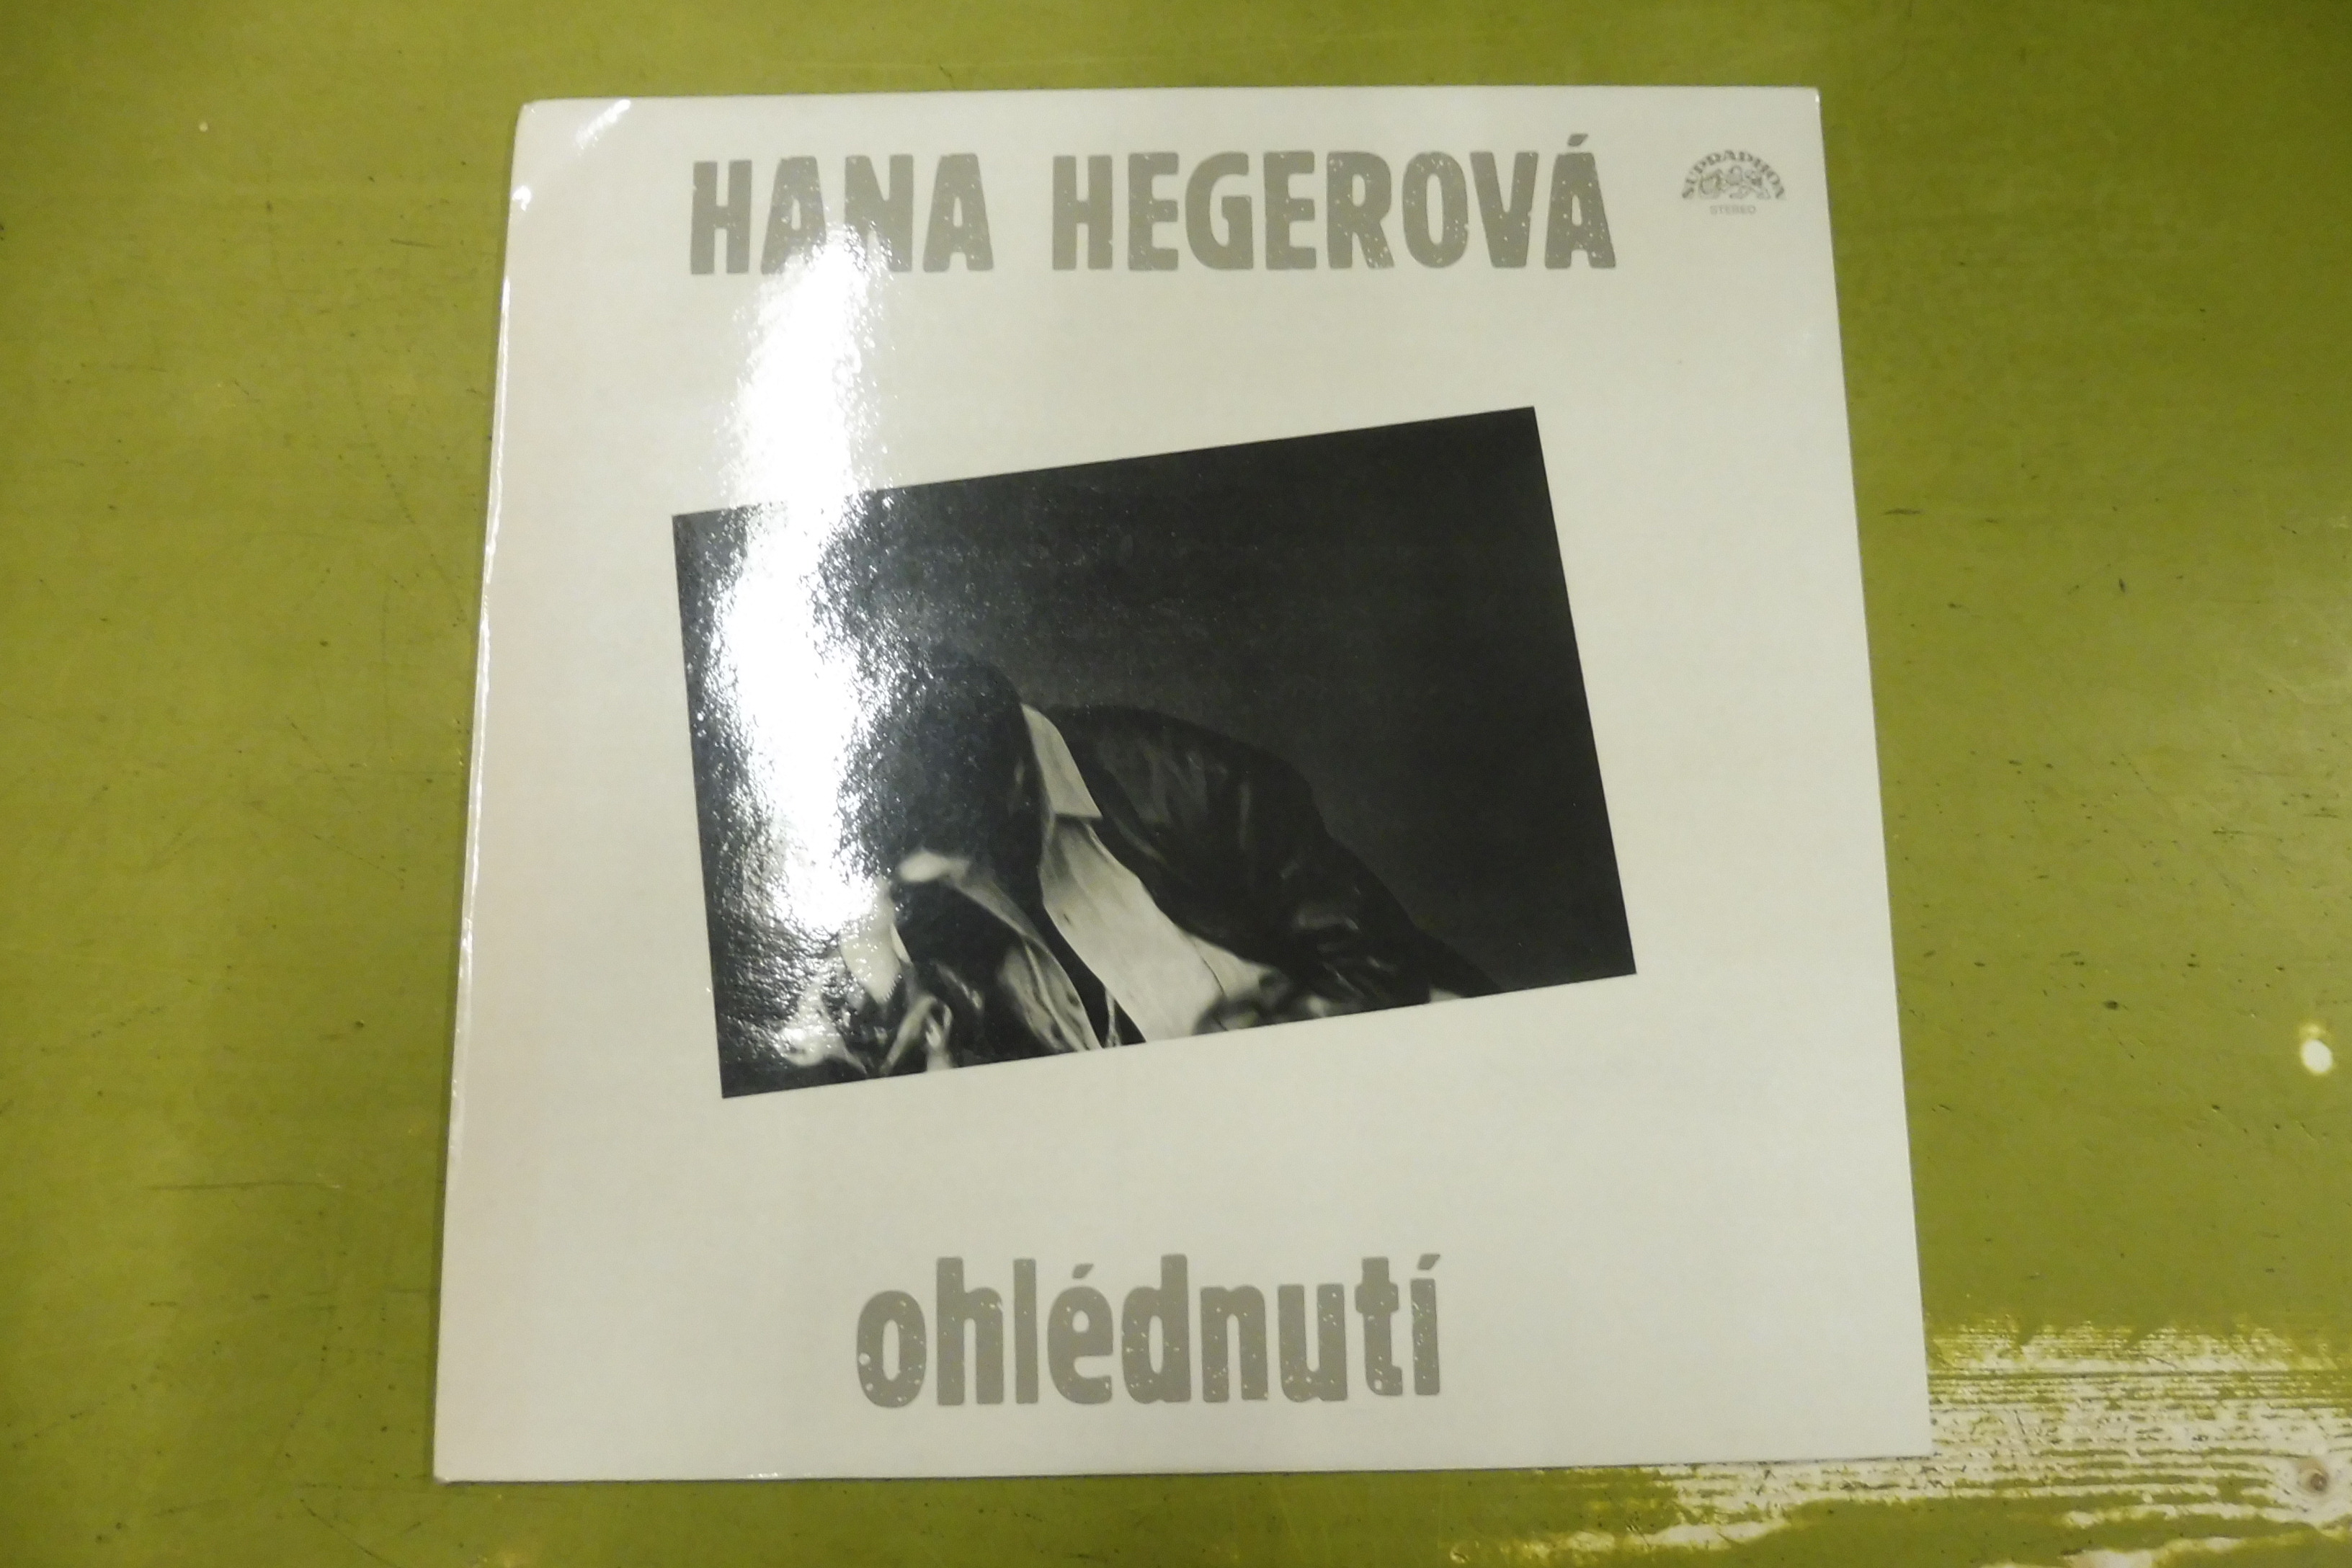 HANA HEGEROVÁ
SUPRAPHON
STEREO
ohlédnutí